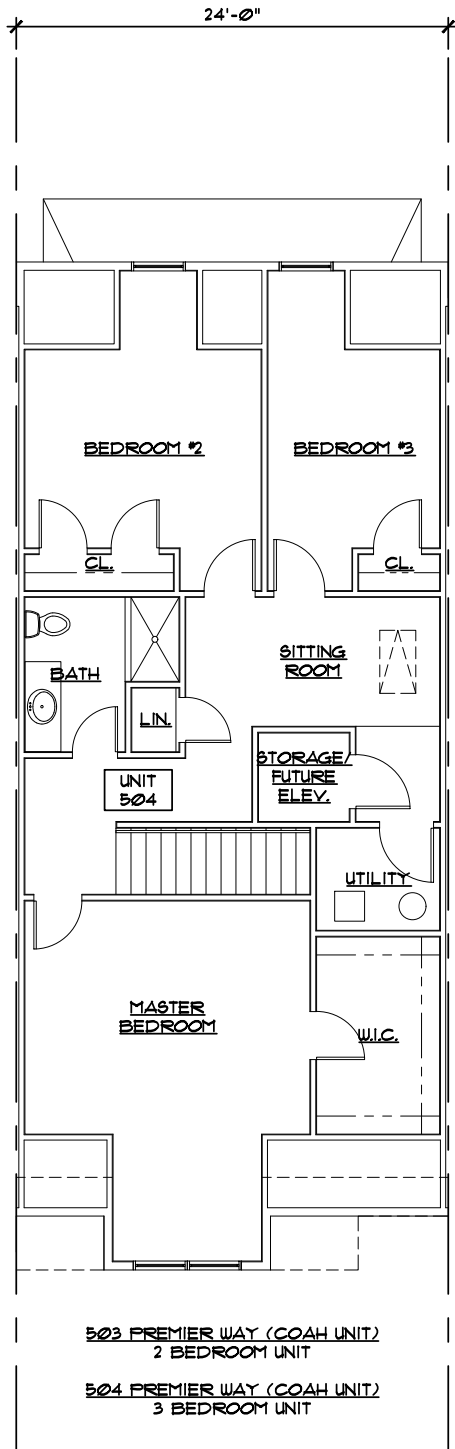 24'-0"
BEDROOM #2
BEDROOM #3
CL.
CL.
SITTING
ROOM
BATH
LIN.
STORAGE/
FUTURE
ELEV.
UNIT
504
UTILITY
MASTER
BEDROOM
W.I.C.
503 PREMIER WAY (COAH UNIT)
2 BEDROOM UNIT
504 PREMIER WAY (COAH UNIT)
3 BEDROOM UNIT